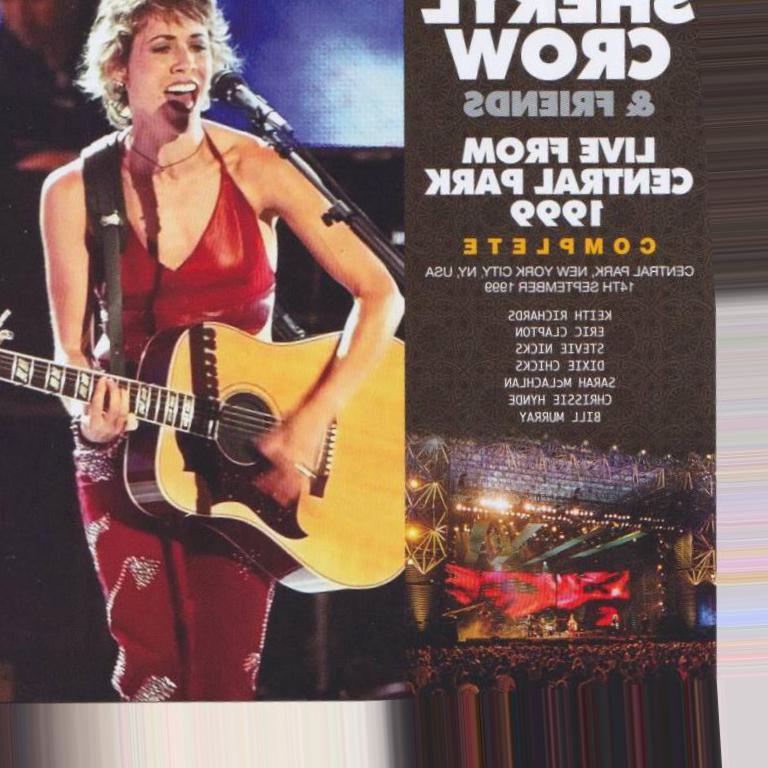 SHERYL
CROW
& FRIENDS
LIVE FROM
CENTRAL PARK
1999
COMPLETE
CENTRAL PARK, NEW YORK CITY, NY, USA
14TH SEPTEMBER 1999
KEITH RICHARDS
ERIC CLAPTON
STEVIE NICKS
DIXIE CHICKS
SARAH McLACHLAN
CHRISSIE HYNDE
BILL MURRAY